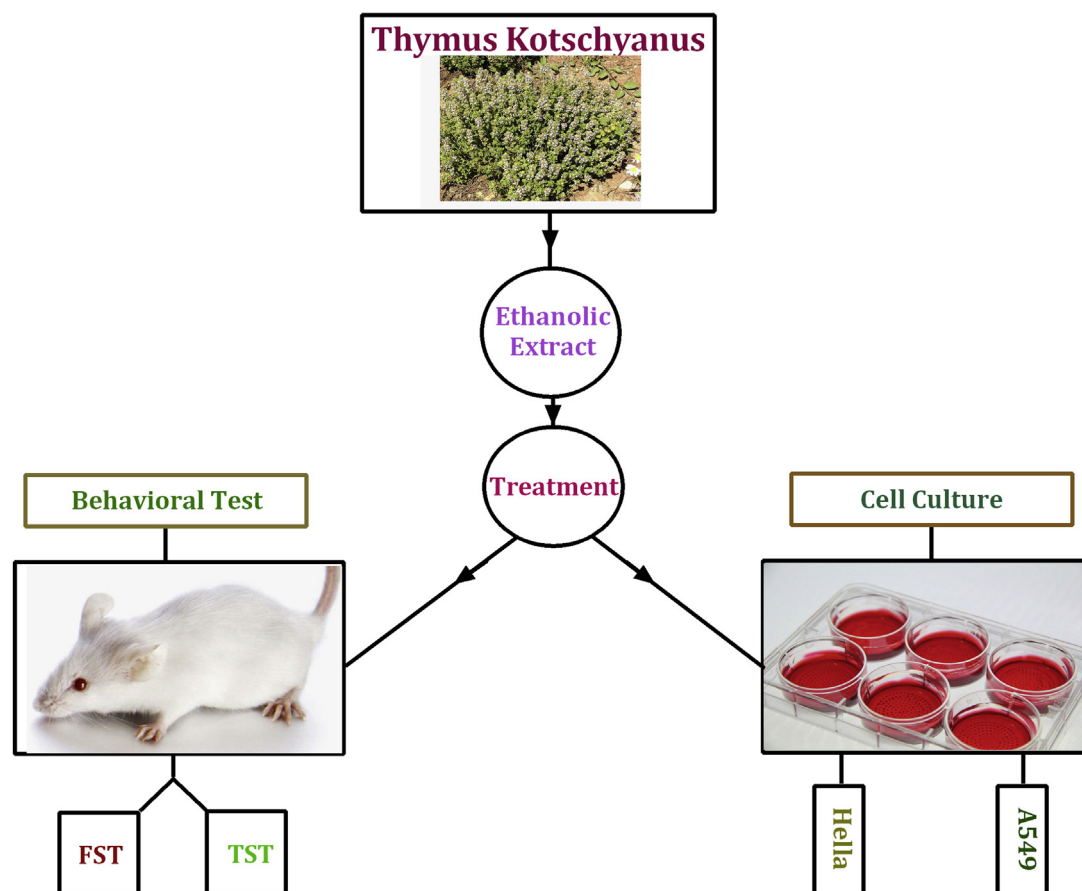 Thymus Kotschyanus
Ethanolic
Extract
Treatment
Behavioral Test
Cell Culture
FST
TST
Hella
A549